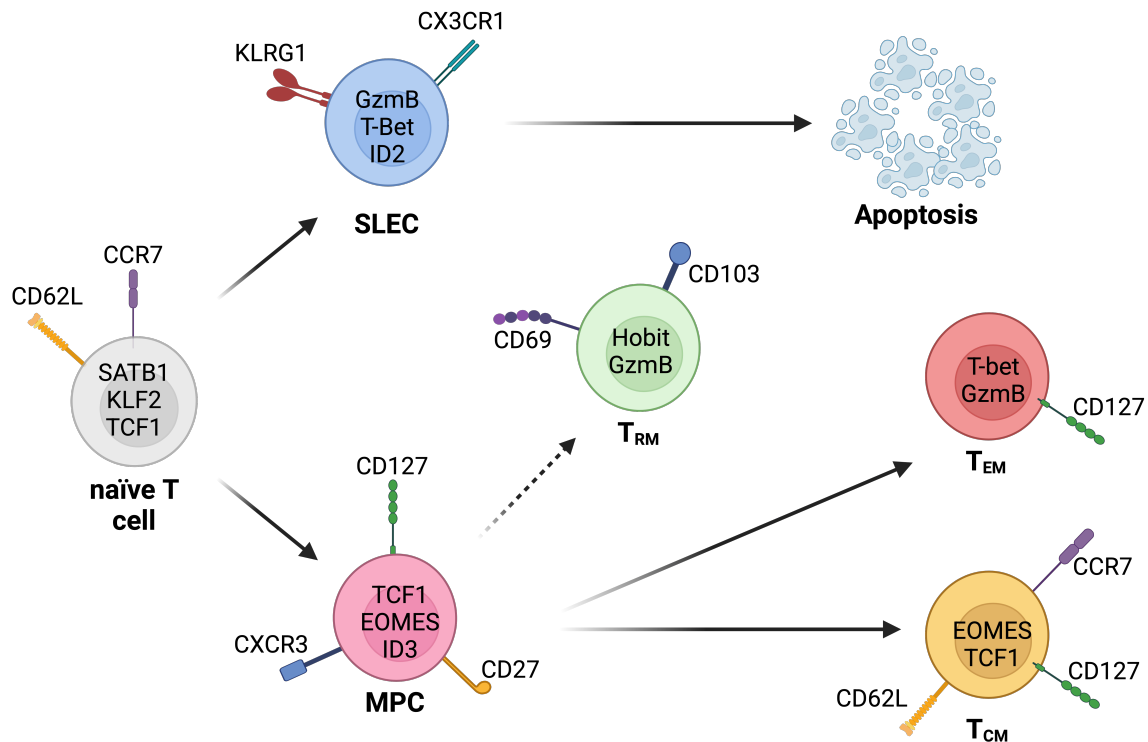 CX3CR1
KLRG1
GzmB
T-Bet
ID2
SLEC
Apoptosis
CCR7
CD62L
SATB1
KLF2
TCF1
naïve T
cell
CD103
CD69
Hobit
GzmB
TRM
T-bet
GzmB
CD127
TEM
CD127
TCF1
EOMES
ID3
CXCR3
CD27
MPC
CCR7
EOMES
TCF1
CD127
CD62L
TCM